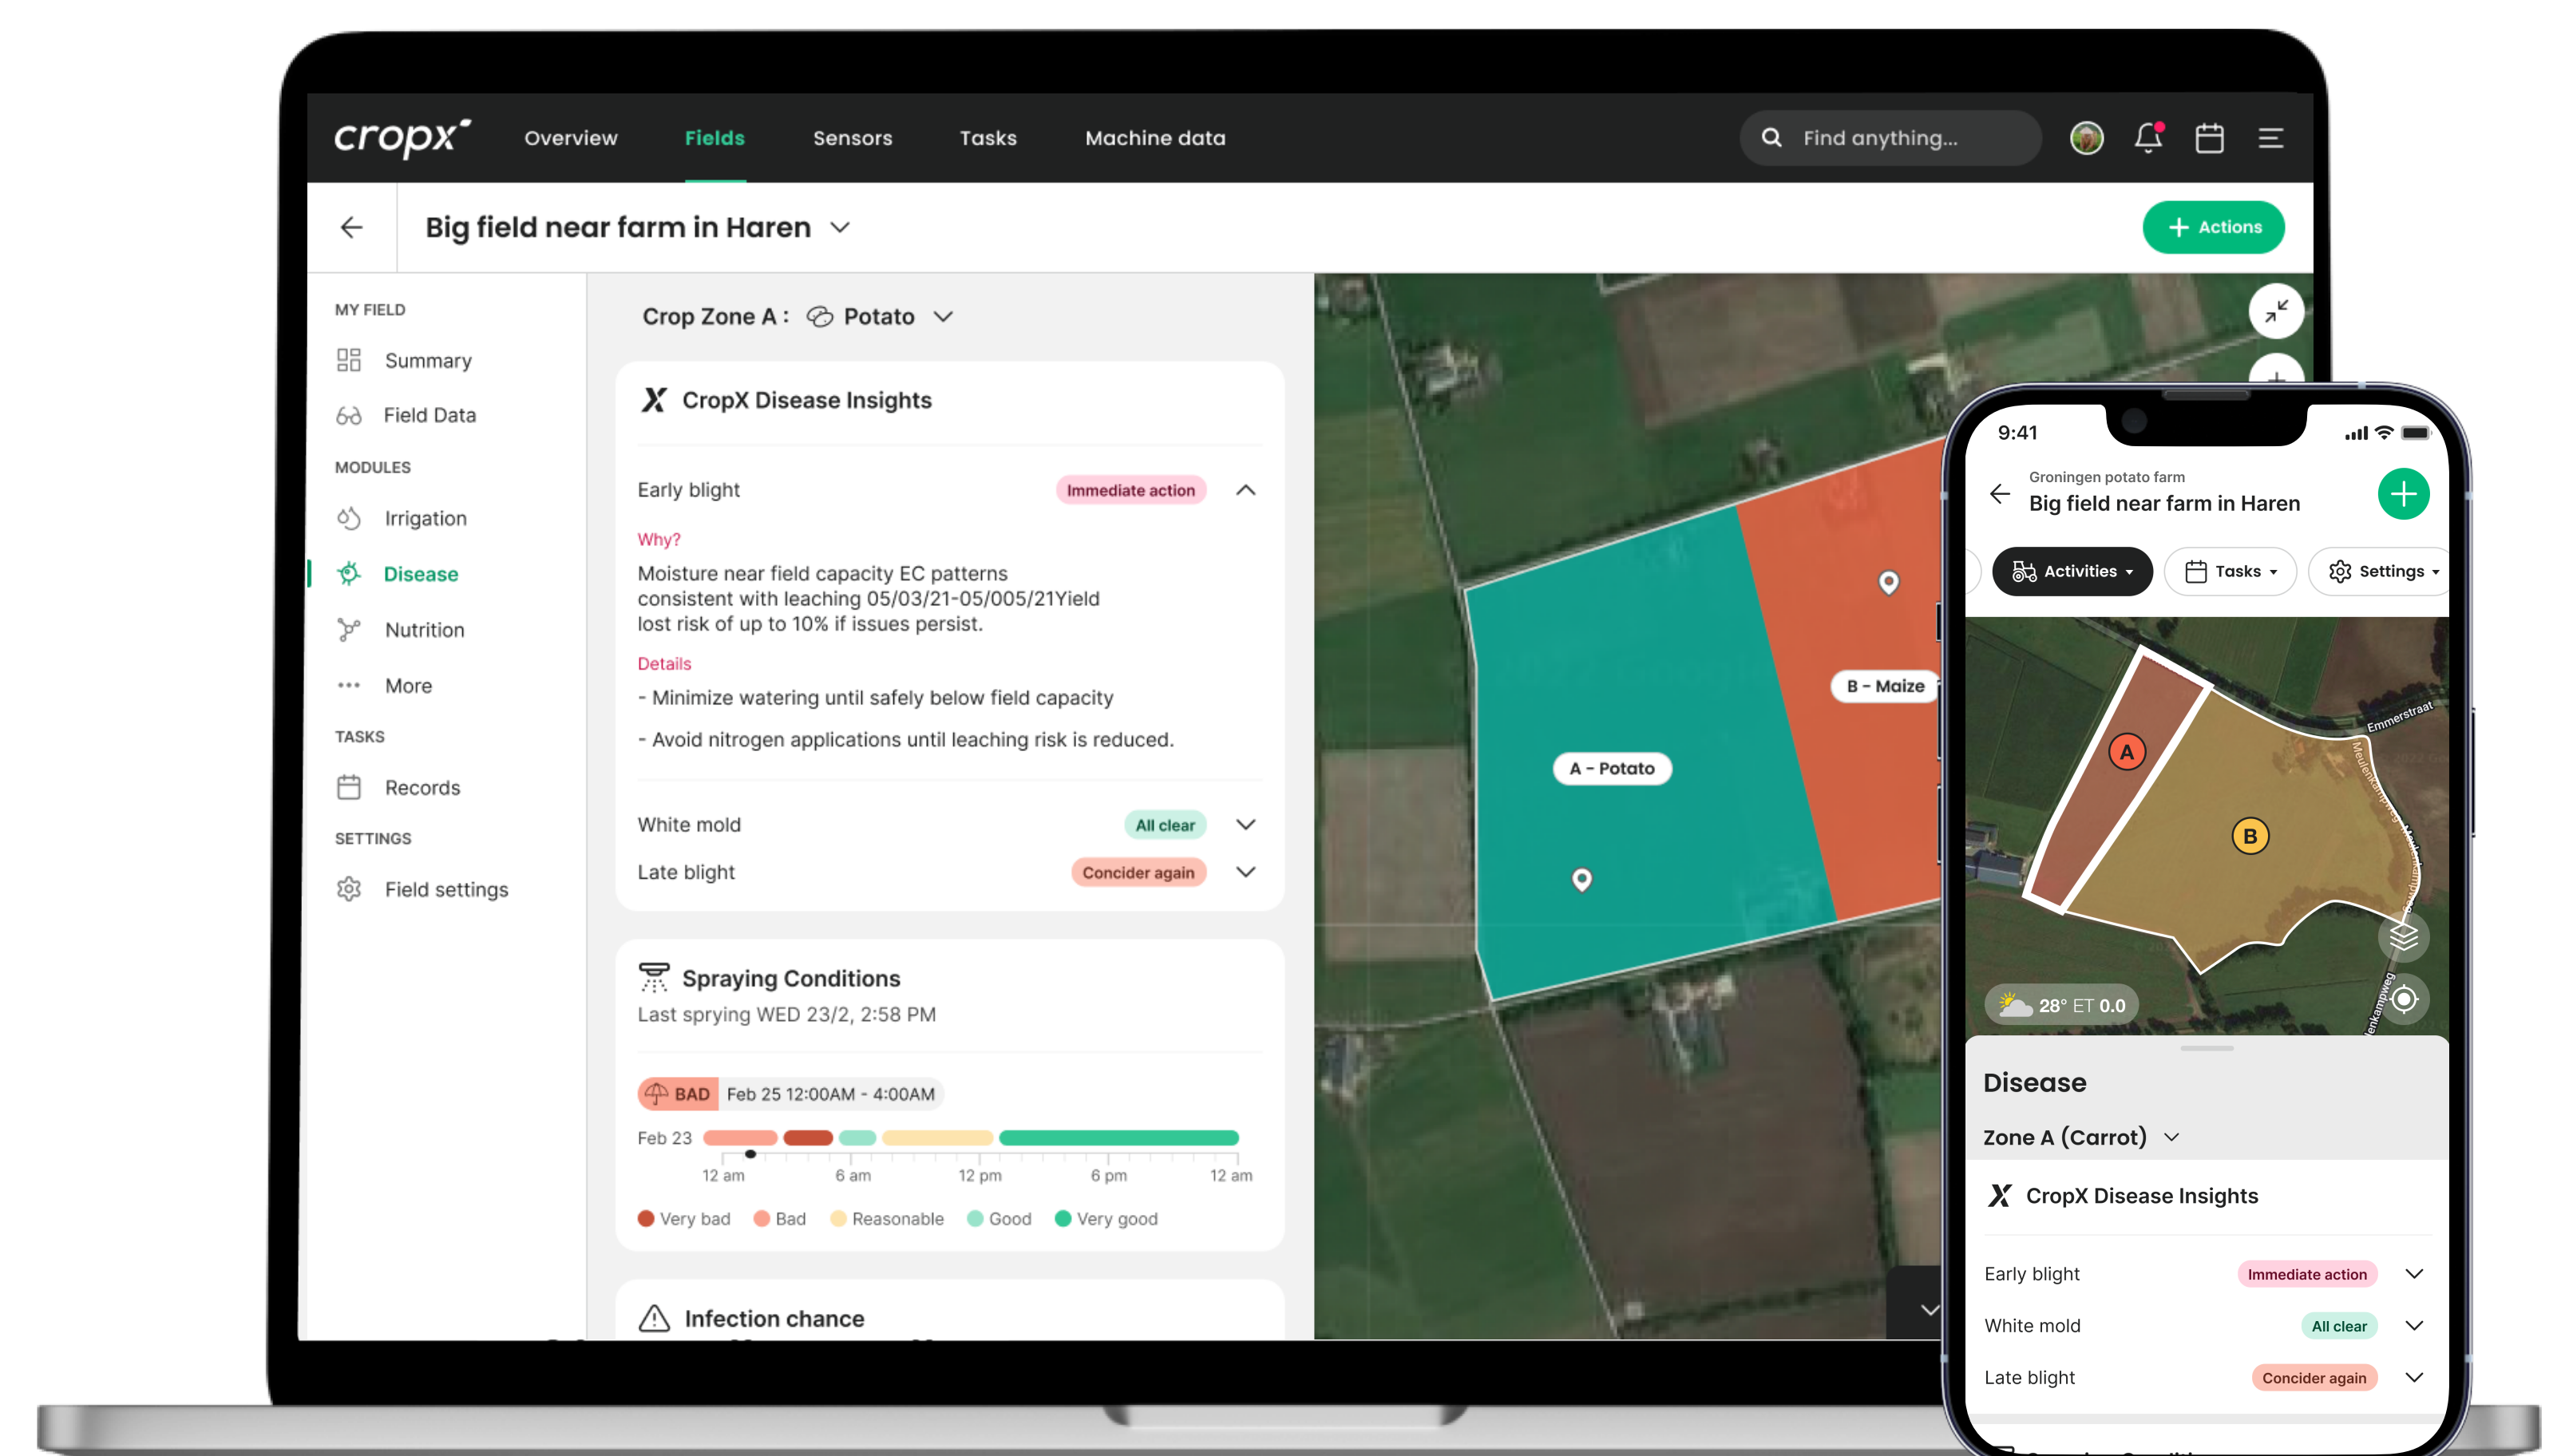 cropx
Overview
Fields
Sensors
Tasks
Machine data
Find anything...
Big field near farm in Haren
+ Actions
MY FIELD
Summary
Field Data
MODULES
Irrigation
Disease
Nutrition
More
TASKS
Records
SETTINGS
Field settings
Crop Zone A : Potato
CropX Disease Insights
Early blight
Immediate action
Why?
Moisture near field capacity EC patterns
consistent with leaching 05/03/21-05/005/21Yield
lost risk of up to 10% if issues persist.
Details
- Minimize watering until safely below field capacity
- Avoid nitrogen applications until leaching risk is reduced.
White mold
All clear
Late blight
Concider again
Spraying Conditions
Last sprying WED 23/2, 2:58 PM
BAD
Feb 25 12:00AM - 4:00AM
Feb 23
12 am
6 am
12 pm
6 pm
12 am
Very bad
Bad
Reasonable
Good
Very good
Infection chance
A - Potato
B - Maize
9:41
Groningen potato farm
Big field near farm in Haren
Activities
Tasks
Settings
Emmerstraat
Meulenkampweg
A
B
28° ET 0.0
Disease
Zone A (Carrot)
CropX Disease Insights
Early blight
Immediate action
White mold
All clear
Late blight
Concider again